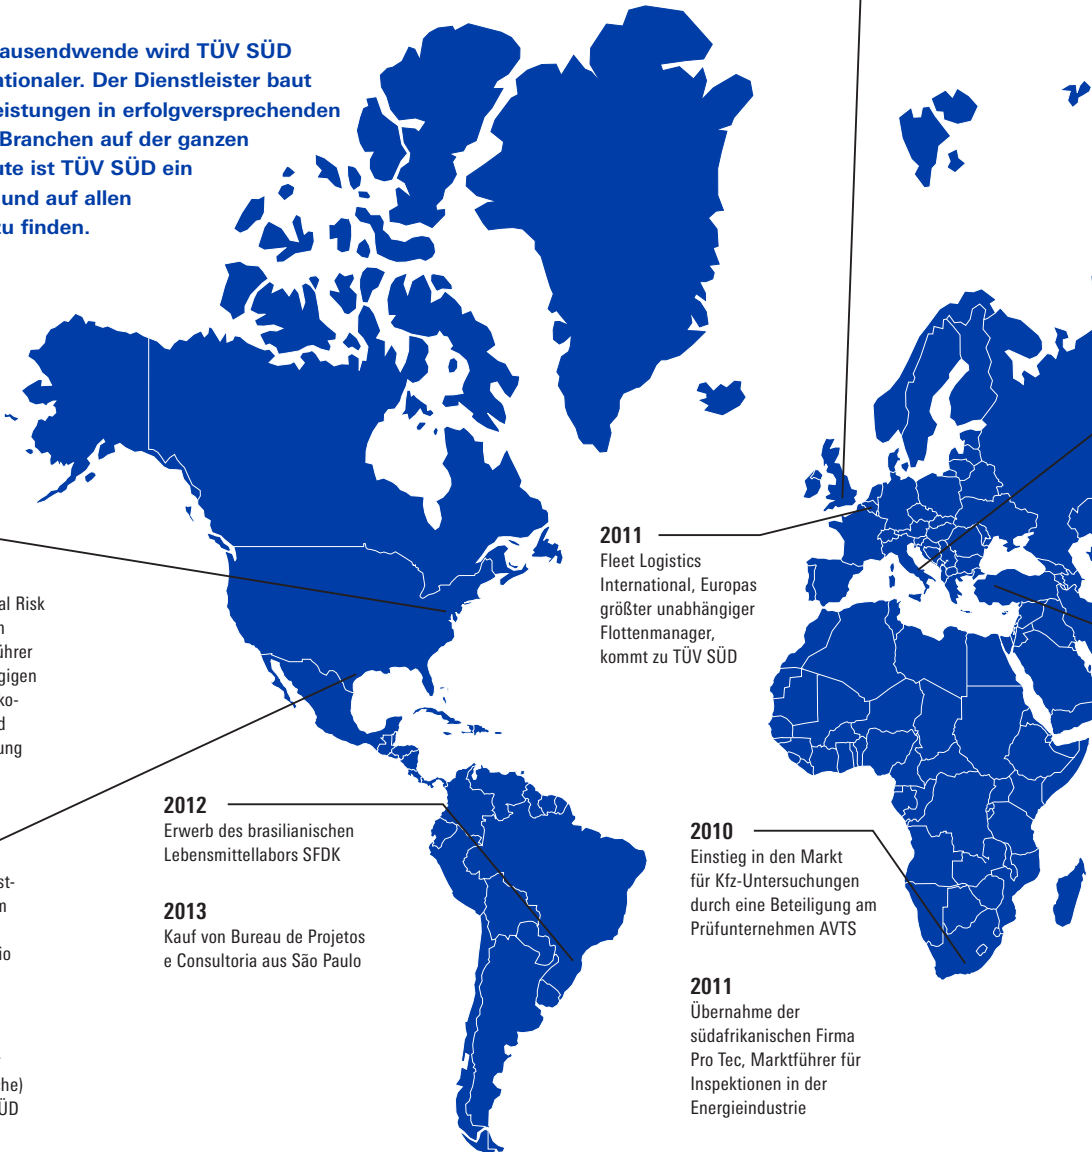 ausendwende wird TÜV SÜD
ationaler. Der Dienstleister baut
eistungen in erfolgversprechenden
Branchen auf der ganzen
ute ist TÜV SÜD ein
und auf allen
zu finden.
al Risk
n
ührer
gigen
ko-
d
ung
st-
n
io
che)
ÜD
2012
Erwerb des brasilianischen
Lebensmittellabors SFDK
2013
Kauf von Bureau de Projetos
e Consultoria aus São Paulo
2011
Fleet Logistics
International, Europas
größter unabhängiger
Flottenmanager,
kommt zu TÜV SÜD
2010
Einstieg in den Markt
für Kfz-Untersuchungen
durch eine Beteiligung am
Prüfunternehmen AVTS
2011
Übernahme der
südafrikanischen Firma
Pro Tec, Marktführer für
Inspektionen in der
Energieindustrie